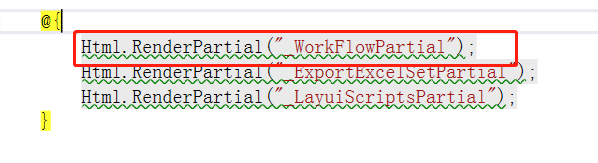 @{
Html.RenderPartial("_WorkFlowPartial");
Html.RenderPartial("_ExportExcelSetPartial");
Html.RenderPartial("_LayuiScriptsPartial");
}